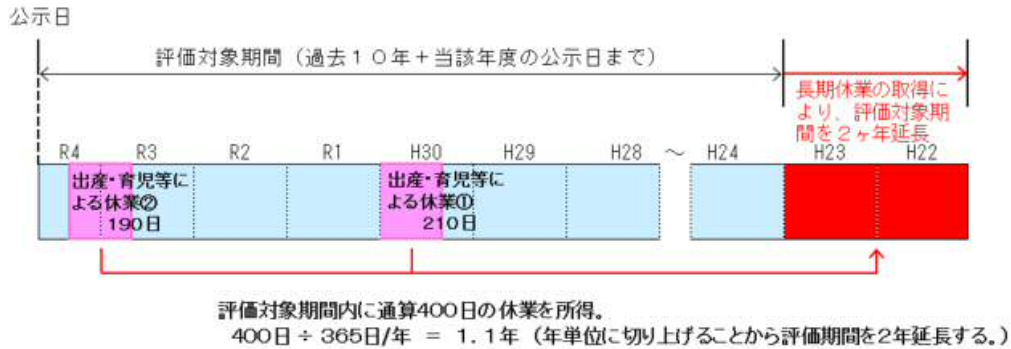 公示日
評価対象期間（過去１０年＋当該年度の公示日まで）
長期休業の取得に
より、評価対象期
間を２ヶ年延長
R4 R3 R2 R1 H30 H29 H28 ～ H24 H23 H22
出産・育児等に
よる休業②
190日
出産・育児等に
よる休業①
210日
評価対象期間内に通算400日の休業を所得。
400日 ÷ 365日/年 ＝ 1.1年（年単位に切り上げることから評価期間を2年延長する。）